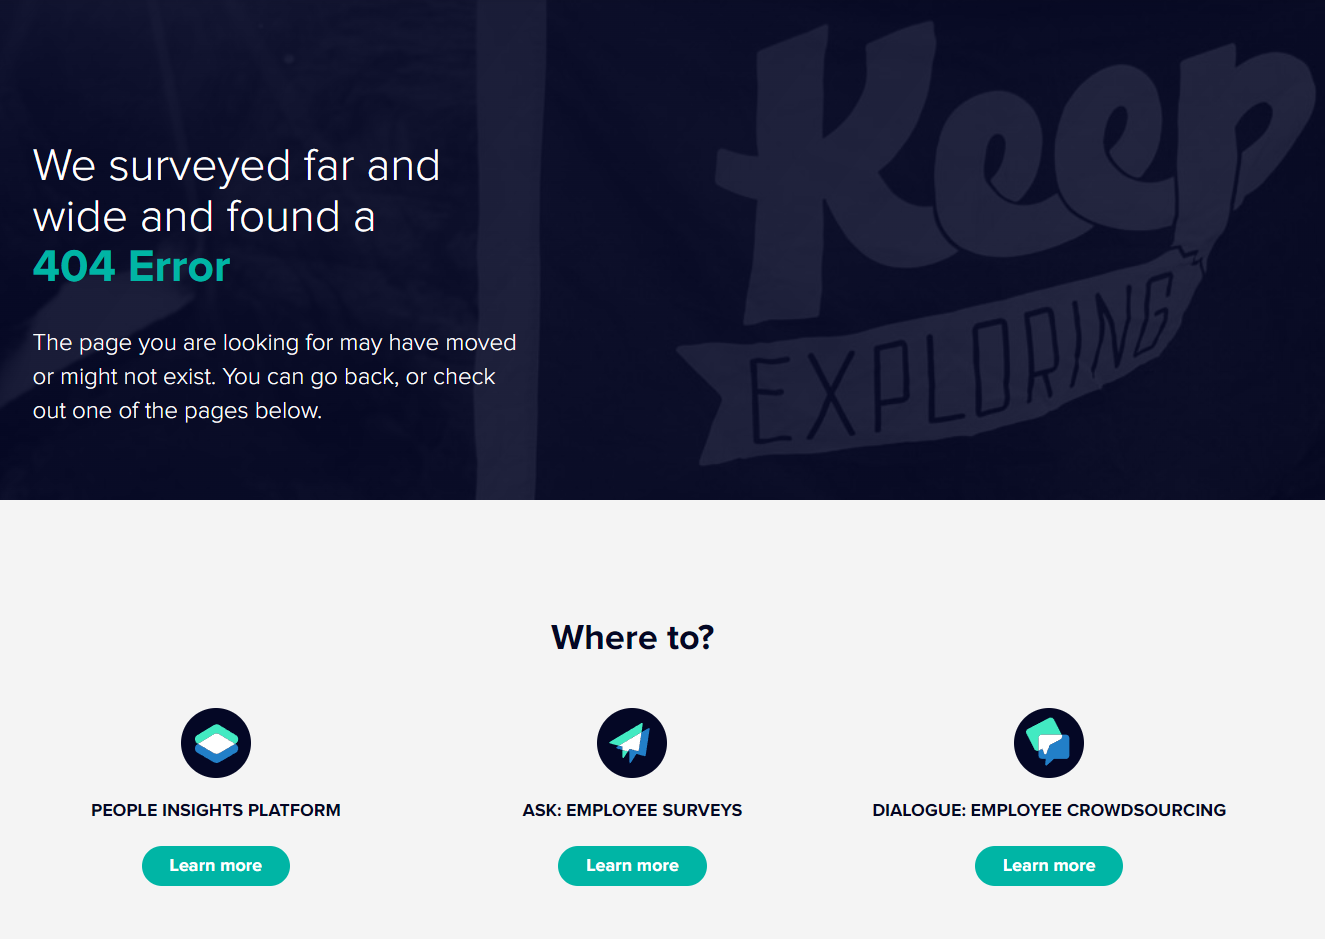 We surveyed far and
wide and found a
404 Error
The page you are looking for may have moved
or might not exist. You can go back, or check
out one of the pages below.
Keep
EXPLORING
Where to?
PEOPLE INSIGHTS PLATFORM
ASK: EMPLOYEE SURVEYS
DIALOGUE: EMPLOYEE CROWDSOURCING
Learn more
Learn more
Learn more